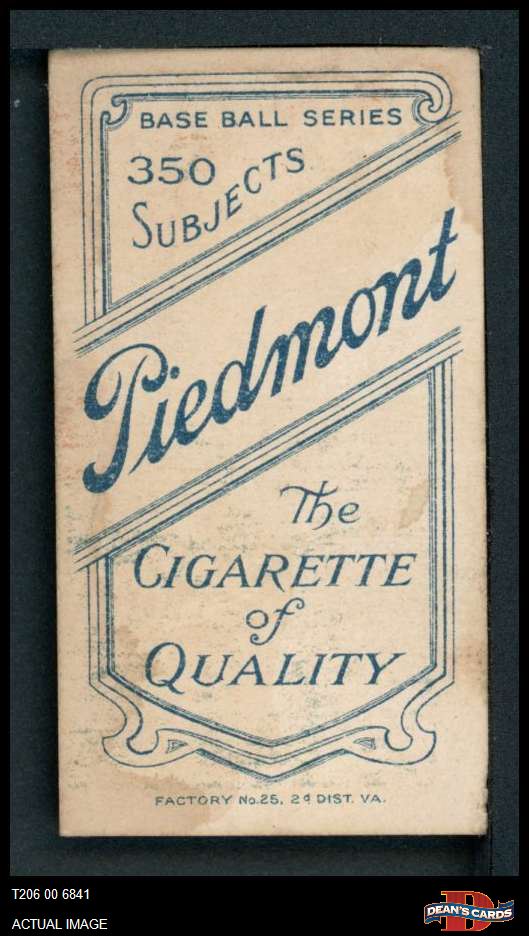 BASE BALL SERIES
350
SUBJECTS
Piedmont
The
CIGARETTE
of
QUALITY
FACTORY No.25, 2d DIST. VA.
T206 00 6841
ACTUAL IMAGE
DEAN'S CARDS